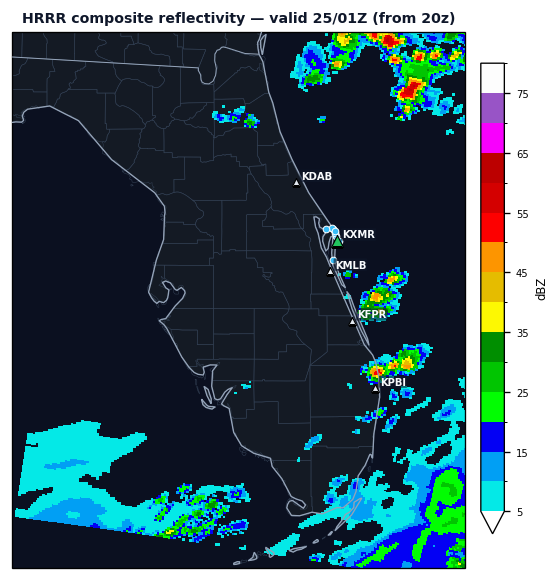 HRRR composite reflectivity — valid 25/01Z (from 20z)
KDAB
KXMR
KMLB
KFPR
KPBI
75
65
55
45
35
25
15
5
dBZ